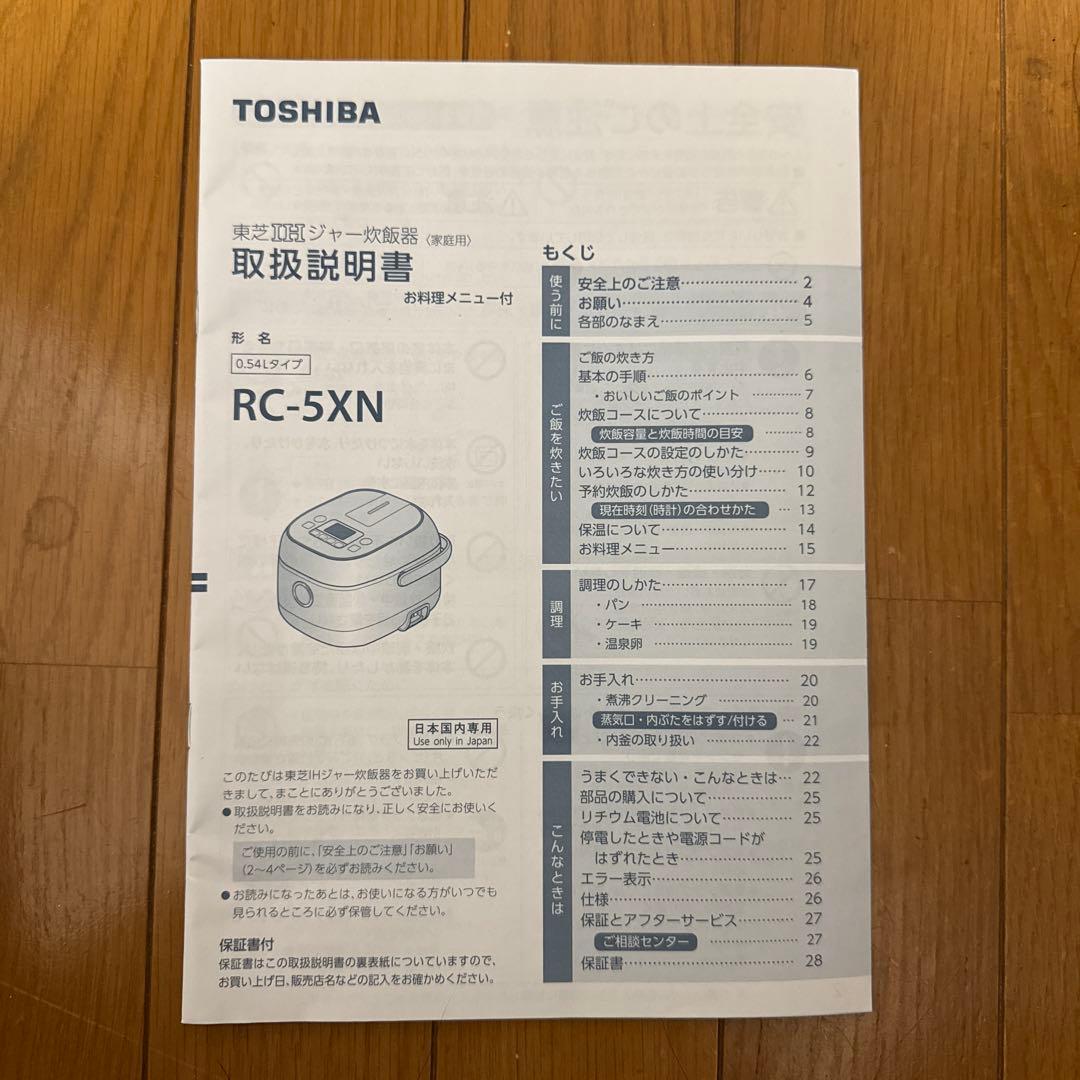 TOSHIBA
東芝IHジャー炊飯器〈家庭用〉
取扱説明書
お料理メニュー付
形 名
0.54Lタイプ
RC-5XN
日本国内専用
Use only in Japan
このたびは東芝IHジャー炊飯器をお買い上げいただ
きまして、まことにありがとうございました。
●取扱説明書をお読みになり、正しく安全にお使いく
ださい。
ご使用の前に、「安全上のご注意」「お願い」
(2〜4ページ)を必ずお読みください。
●お読みになったあとは、お使いになる方がいつでも
見られるところに必ず保管してください。
保証書付
保証書はこの取扱説明書の裏表紙についていますので、
お買い上げ日、販売店名などの記入をお確かめください。
もくじ
使う前に
安全上のご注意 2
お願い 4
各部のなまえ 5
ご飯を炊きたい
ご飯の炊き方
基本の手順 6
・おいしいご飯のポイント 7
炊飯コースについて 8
炊飯容量と炊飯時間の目安 8
炊飯コースの設定のしかた 9
いろいろな炊き方の使い分け 10
予約炊飯のしかた 12
現在時刻(時計)の合わせかた 13
保温について 14
お料理メニュー 15
調理
調理のしかた 17
・パン 18
・ケーキ 19
・温泉卵 19
お手入れ
お手入れ 20
・煮沸クリーニング 20
蒸気口・内ぶたをはずす/付ける 21
・内釜の取り扱い 22
こんなときは
うまくできない・こんなときは 22
部品の購入について 25
リチウム電池について 25
停電したときや電源コードが
はずれたとき 25
エラー表示 26
仕様 26
保証とアフターサービス 27
ご相談センター 27
保証書 28